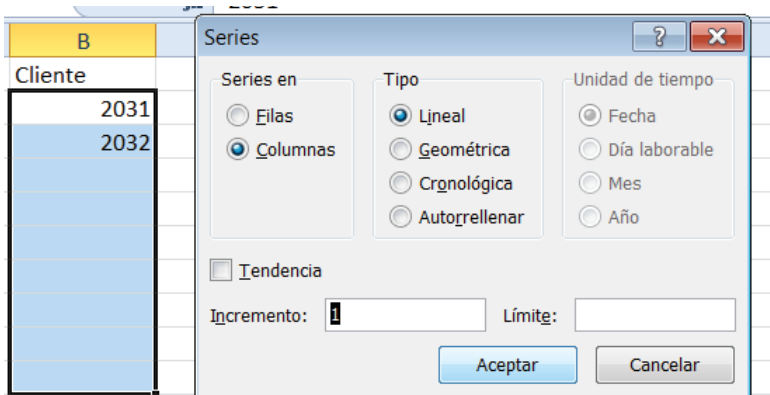 2031
B
Cliente
2031
2032
Series
Series en
Filas
Columnas
Tipo
Lineal
Geométrica
Cronológica
Autorrellenar
Unidad de tiempo
Fecha
Día laborable
Mes
Año
Tendencia
Incremento: 1
Límite:
Aceptar
Cancelar